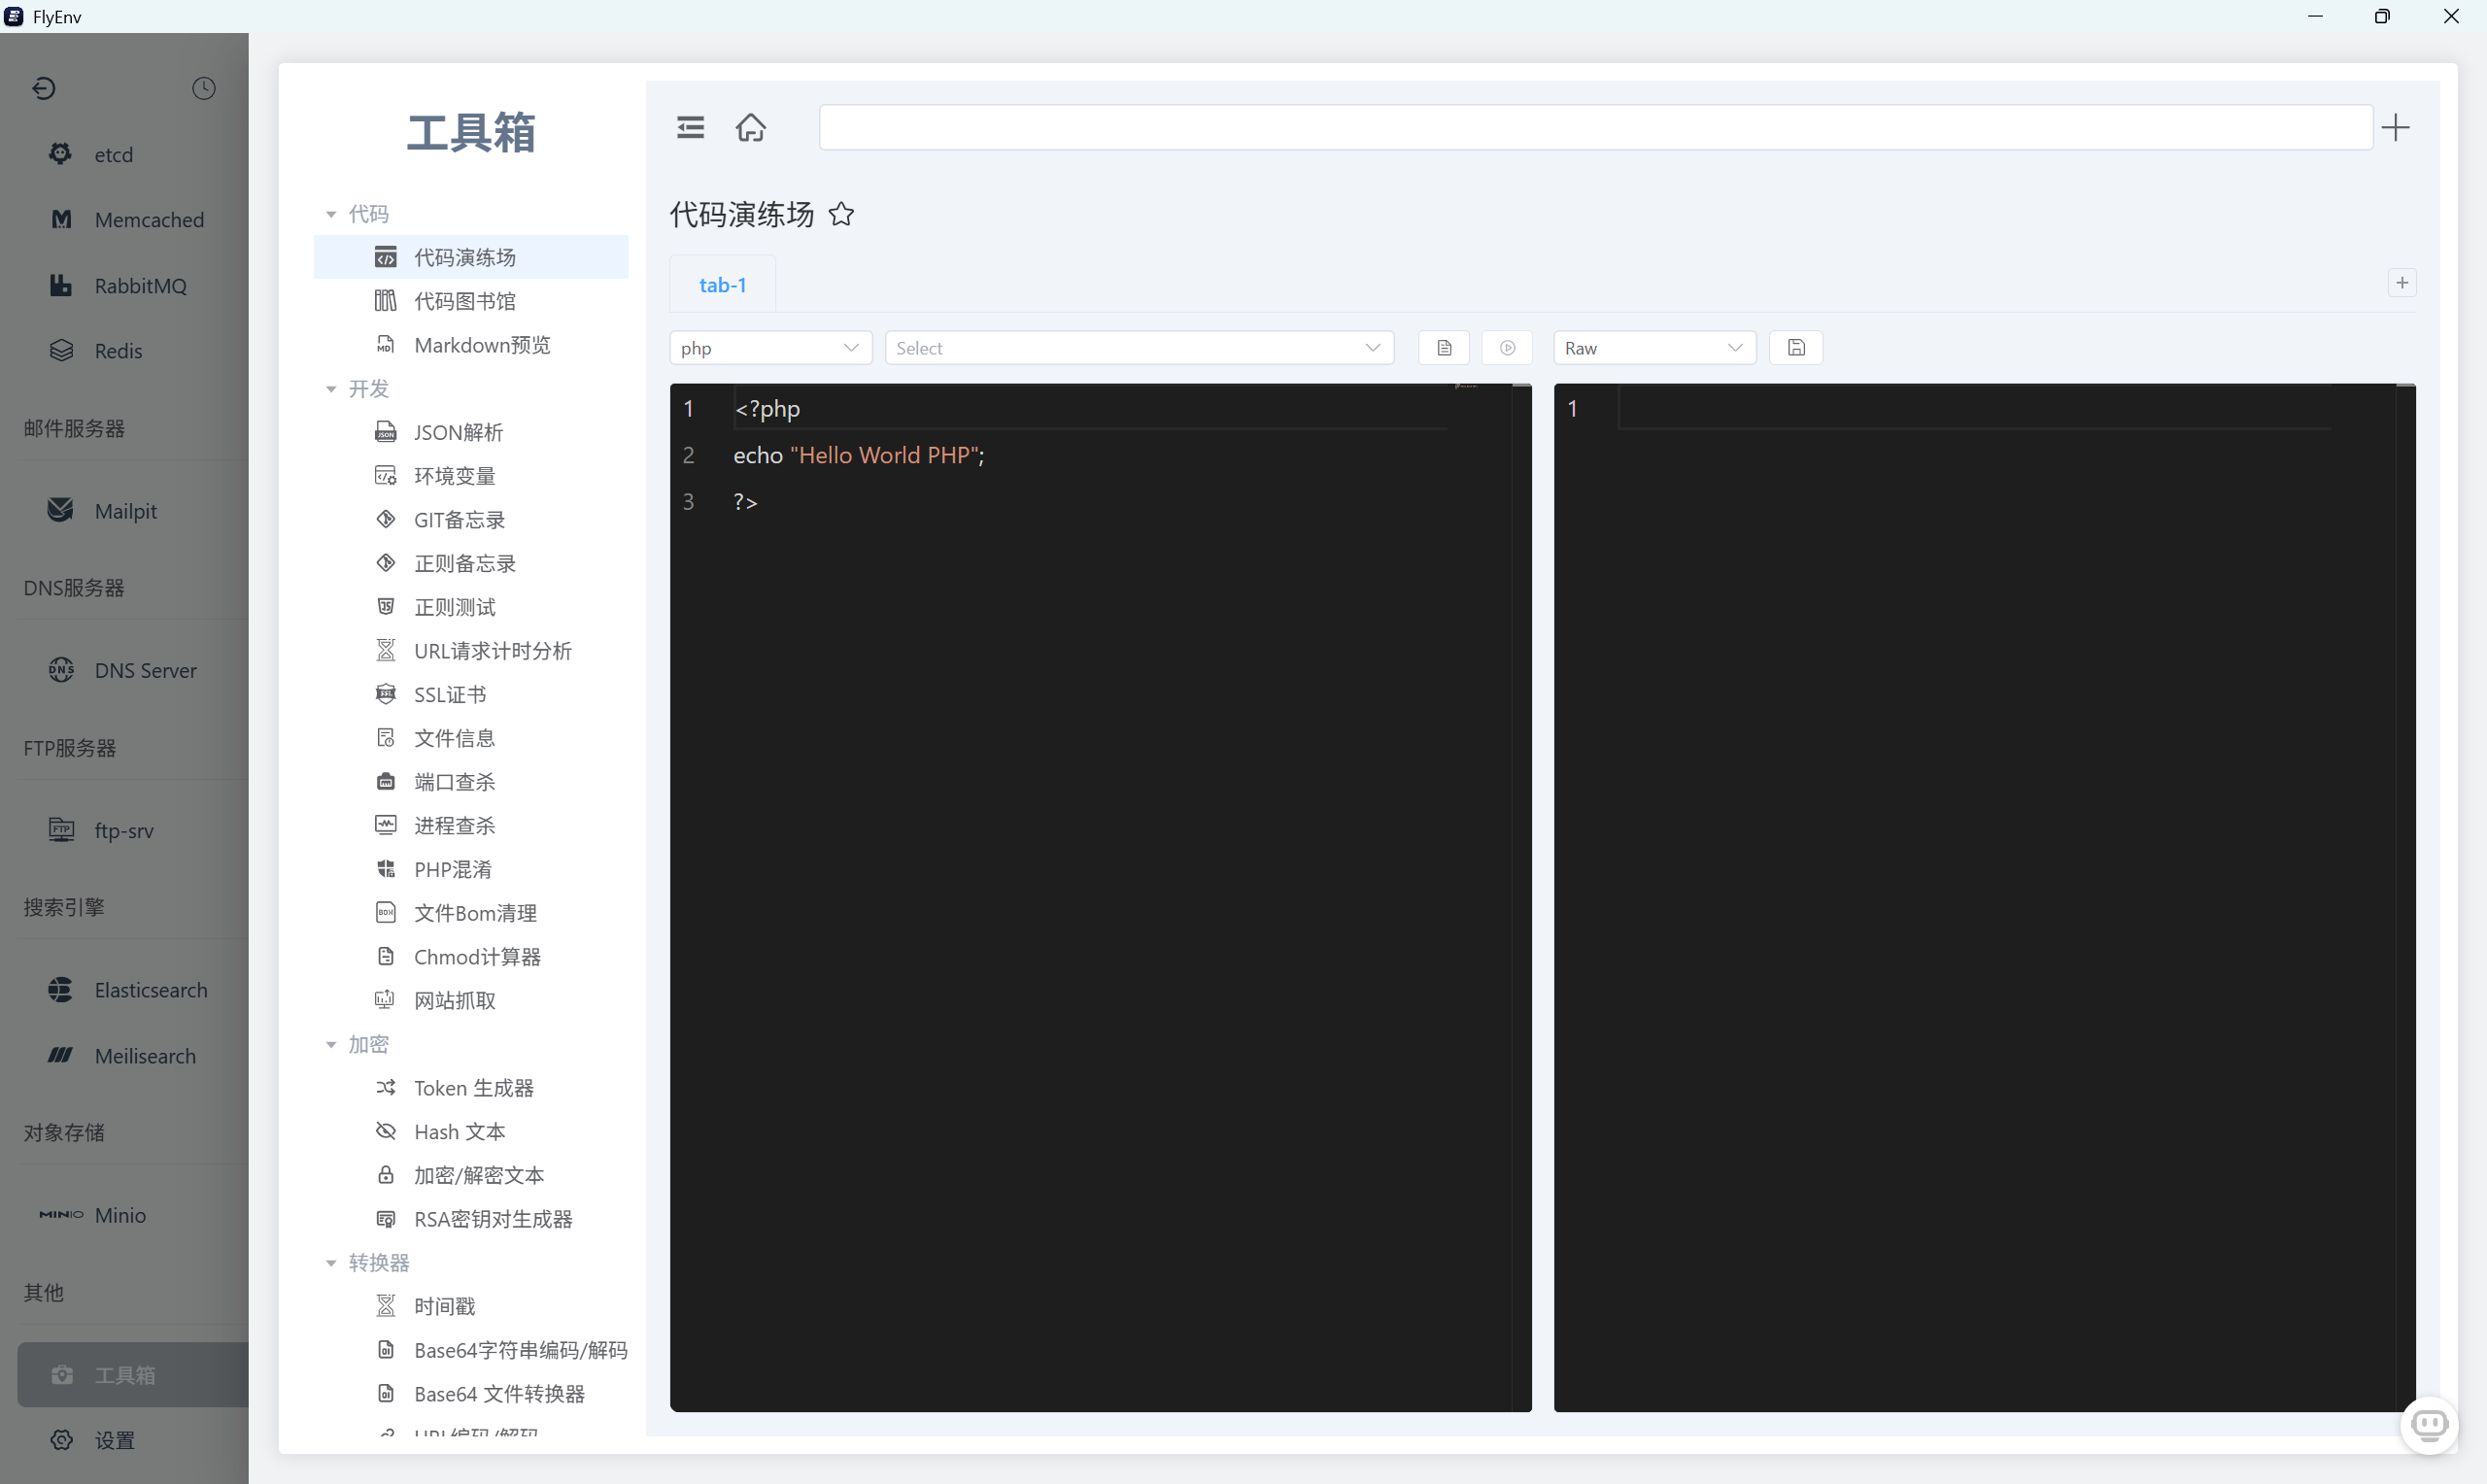 FlyEnv
etcd
Memcached
RabbitMQ
Redis
邮件服务器
Mailpit
DNS服务器
DNS Server
FTP服务器
ftp-srv
搜索引擎
Elasticsearch
Meilisearch
对象存储
Minio
其他
工具箱
设置
工具箱
代码
代码演练场
代码图书馆
Markdown预览
开发
JSON解析
环境变量
GIT备忘录
正则备忘录
正则测试
URL请求计时分析
SSL证书
文件信息
端口查杀
进程查杀
PHP混淆
文件Bom清理
Chmod计算器
网站抓取
加密
Token 生成器
Hash 文本
加密/解密文本
RSA密钥对生成器
转换器
时间戳
Base64字符串编码/解码
Base64 文件转换器
URL编码/解码
代码演练场
tab-1
php
Select
Raw
1 <?php
2 echo "Hello World PHP";
3 ?>
1